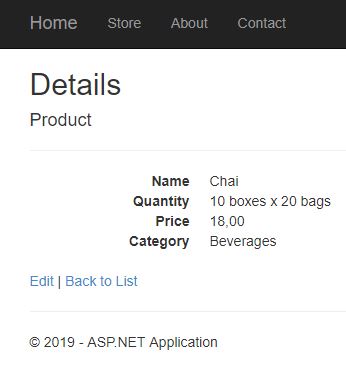 Home Store About Contact
Details
Product
Name Chai
Quantity 10 boxes x 20 bags
Price 18,00
Category Beverages
Edit | Back to List
© 2019 - ASP.NET Application